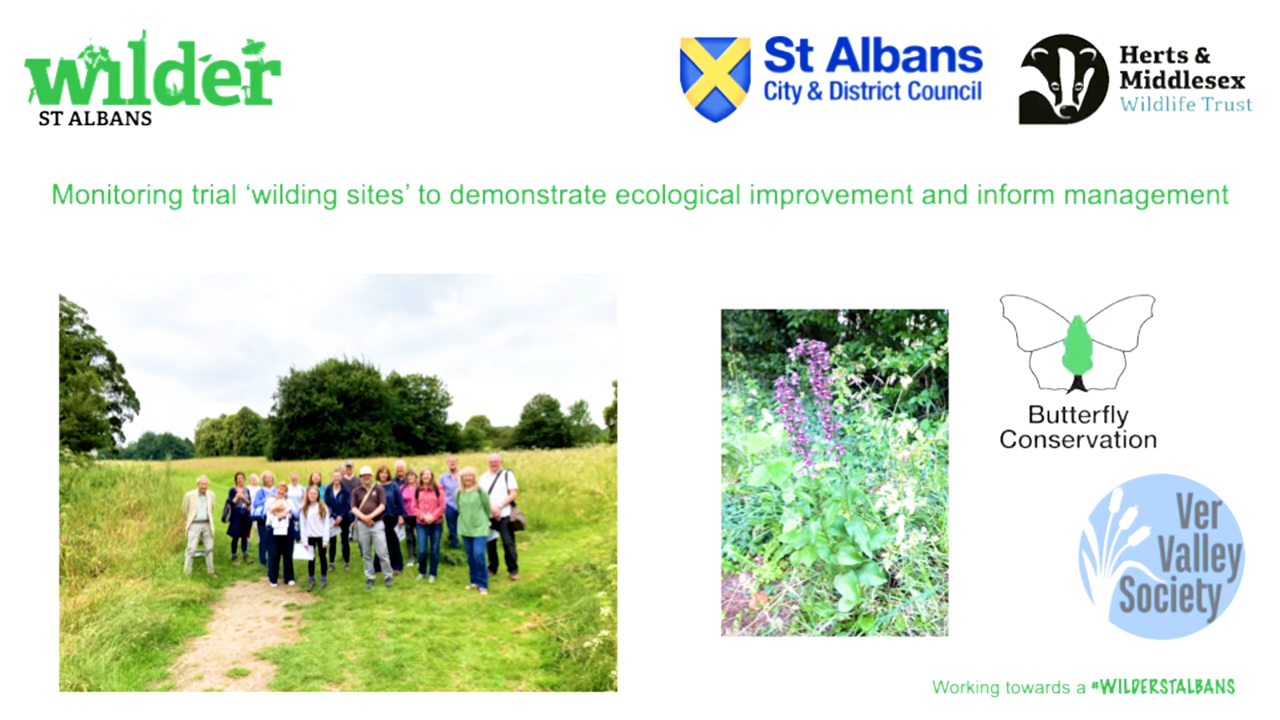 wilder
ST ALBANS
St Albans
City & District Council
Herts &
Middlesex
Wildlife Trust
Monitoring trial ‘wilding sites’ to demonstrate ecological improvement and inform management
Butterfly
Conservation
Ver
Valley
Society
Working towards a #WILDERSTALBANS